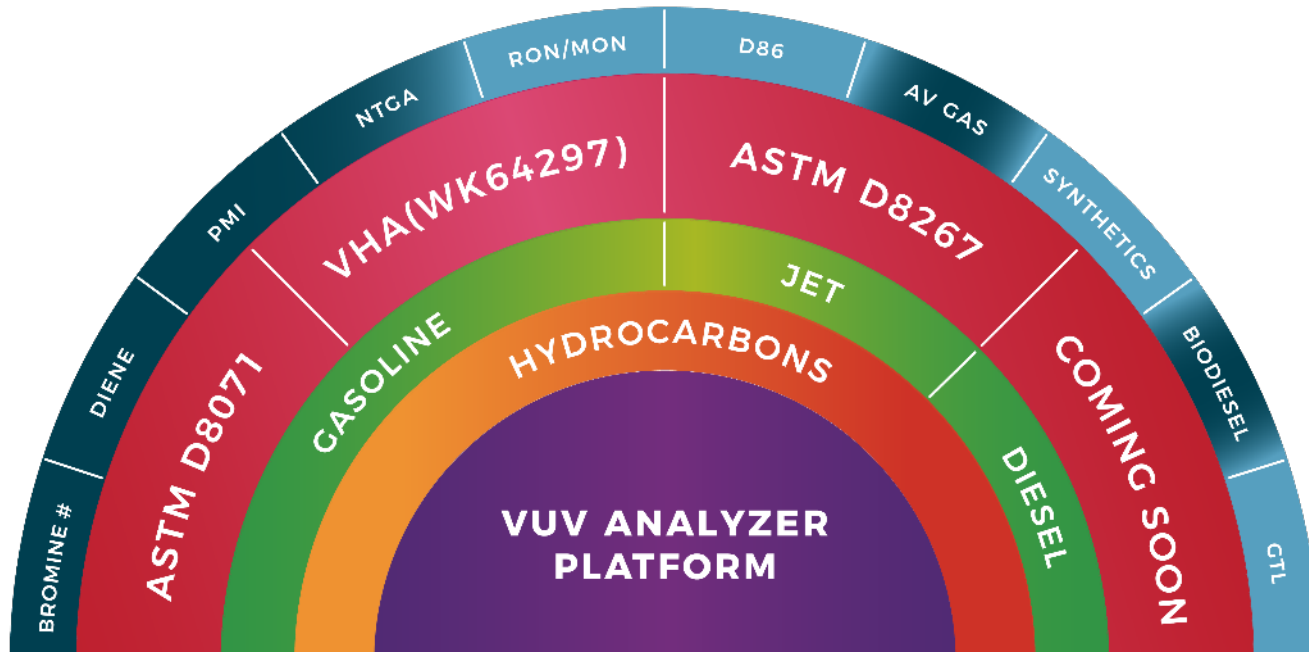 BROMINE #
DIENE
PMI
NTGA
RON/MON
D86
AV GAS
SYNTHETICS
BIODIESEL
GTL
ASTM D8071
VHA(WK64297)
ASTM D8267
COMING SOON
GASOLINE
JET
DIESEL
HYDROCARBONS
VUV ANALYZER
PLATFORM